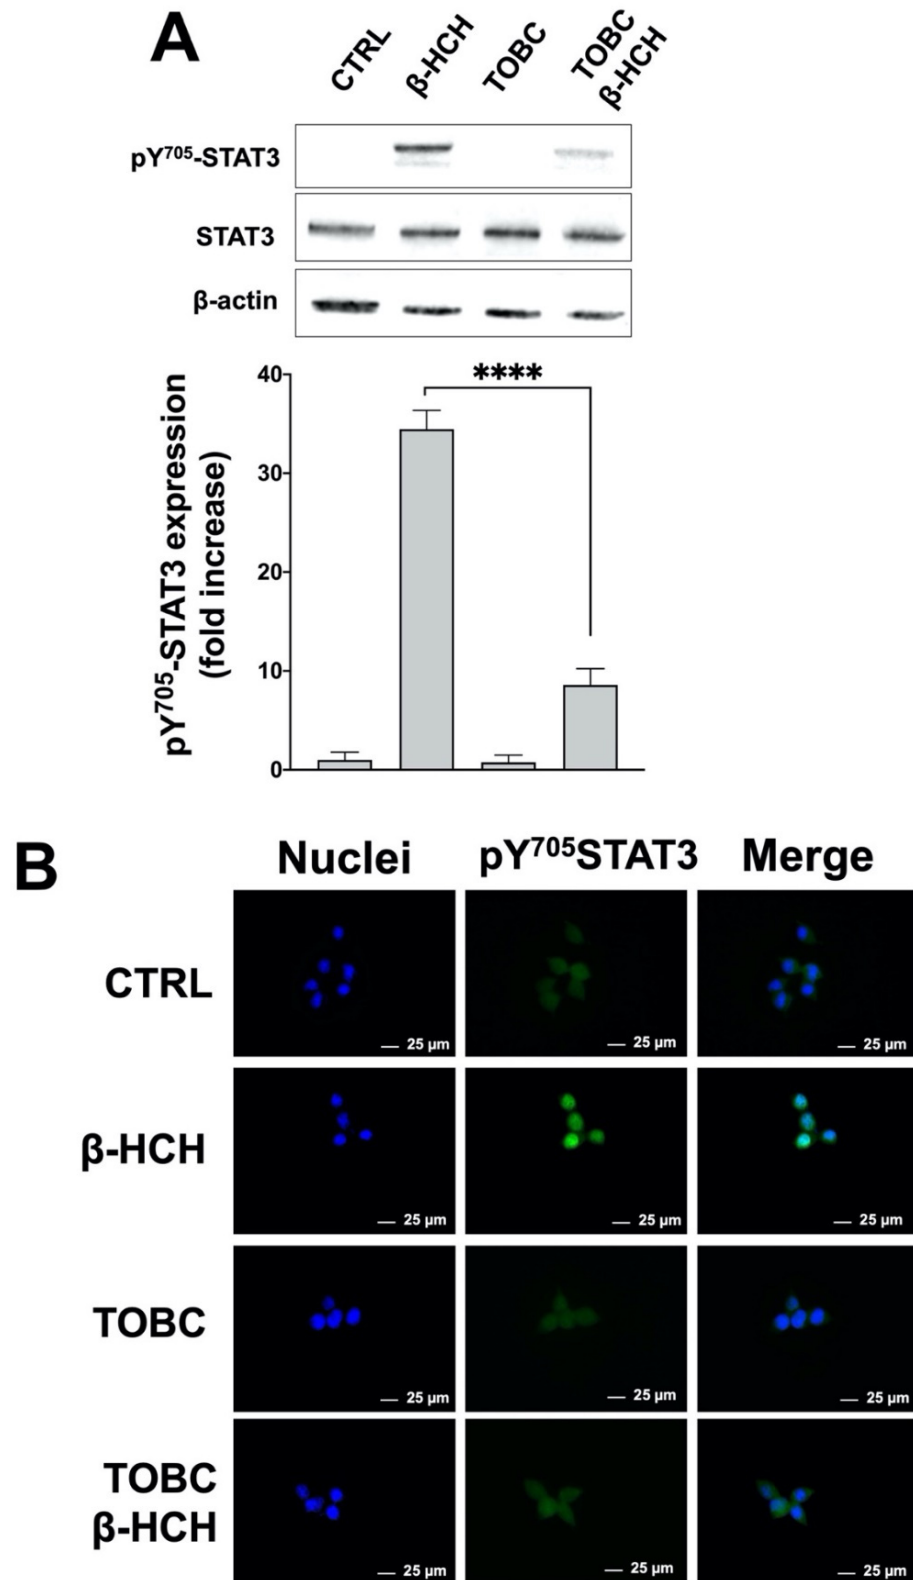 A
CTRL
β-HCH
TOBC
TOBC
β-HCH
pY⁷⁰⁵-STAT3
STAT3
β-actin
pY⁷⁰⁵-STAT3 expression
(fold increase)
40
30
20
10
0
****
B
Nuclei pY⁷⁰⁵STAT3 Merge
CTRL
25 µm 25 µm 25 µm
β-HCH
25 µm 25 µm 25 µm
TOBC
25 µm 25 µm 25 µm
TOBC
β-HCH
25 µm 25 µm 25 µm